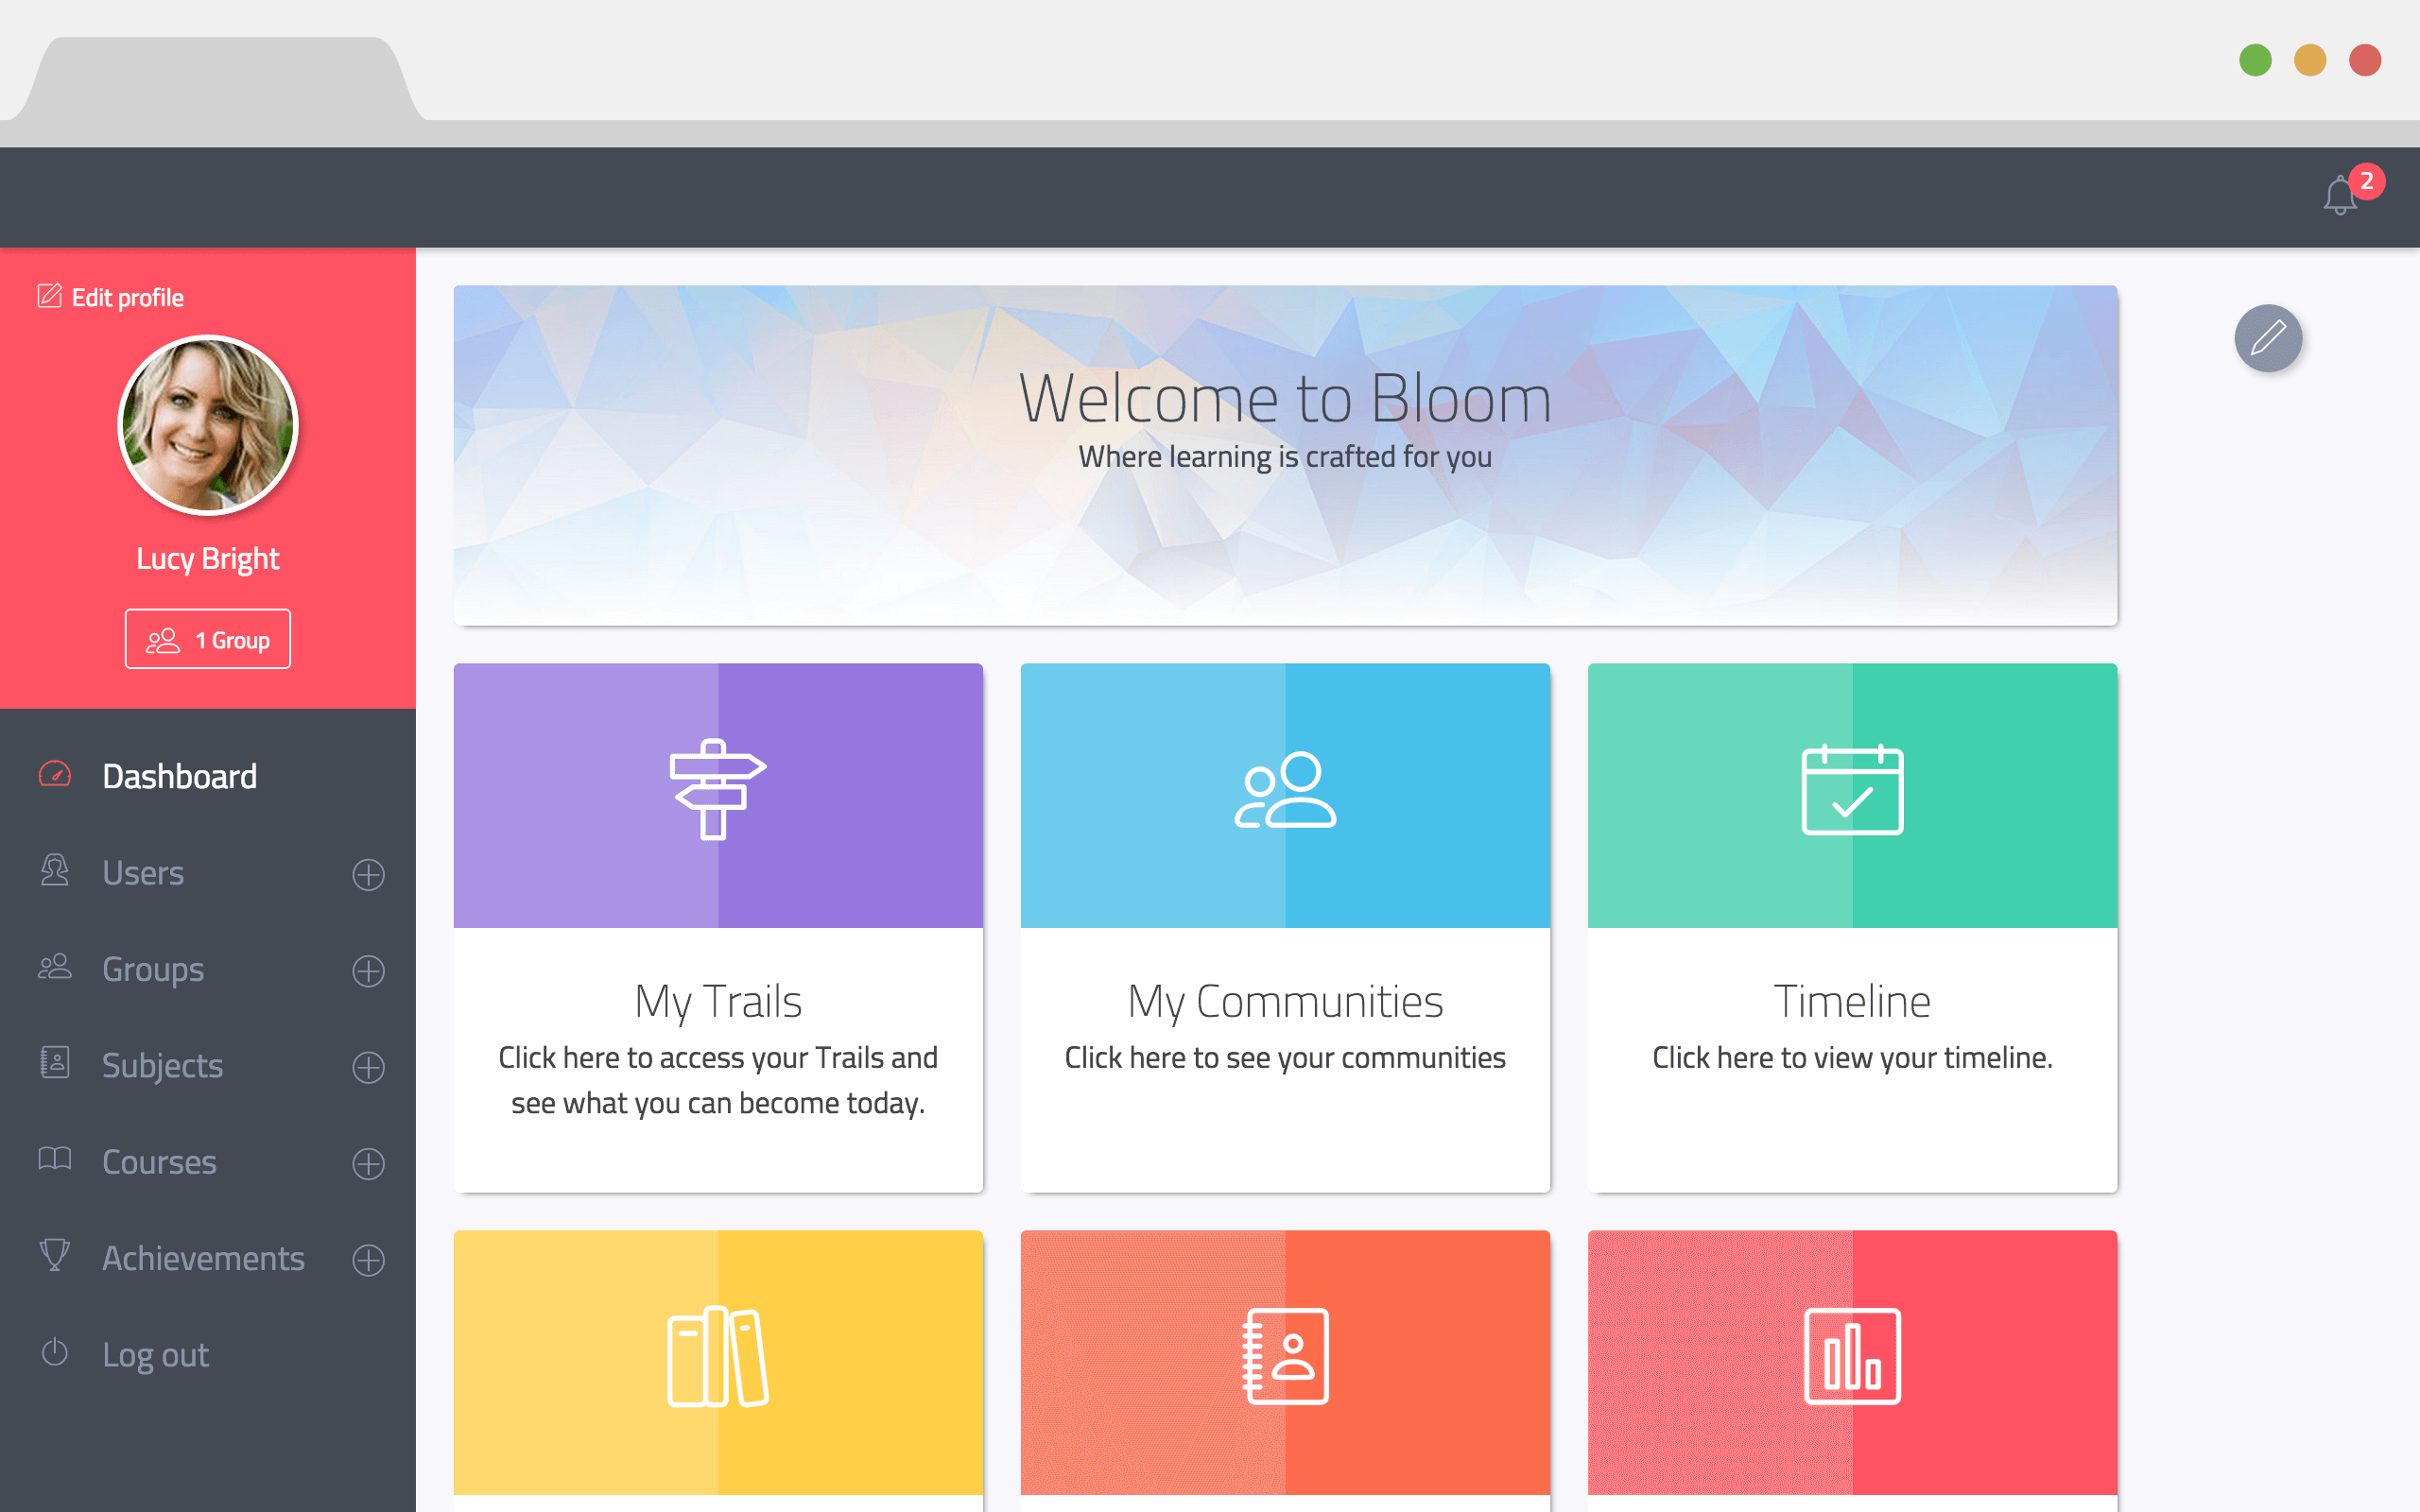 2
Edit profile
Lucy Bright
1 Group
Dashboard
Users
Groups
Subjects
Courses
Achievements
Log out
Welcome to Bloom
Where learning is crafted for you
My Trails
Click here to access your Trails and
see what you can become today.
My Communities
Click here to see your communities
Timeline
Click here to view your timeline.